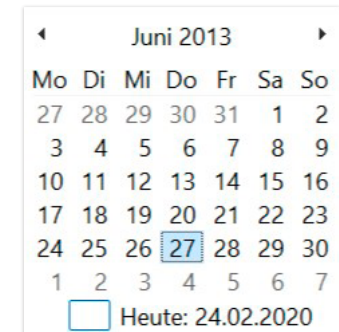 Juni 2013
Mo Di Mi Do Fr Sa So
27 28 29 30 31 1 2
3 4 5 6 7 8 9
10 11 12 13 14 15 16
17 18 19 20 21 22 23
24 25 26 27 28 29 30
1 2 3 4 5 6 7
Heute: 24.02.2020